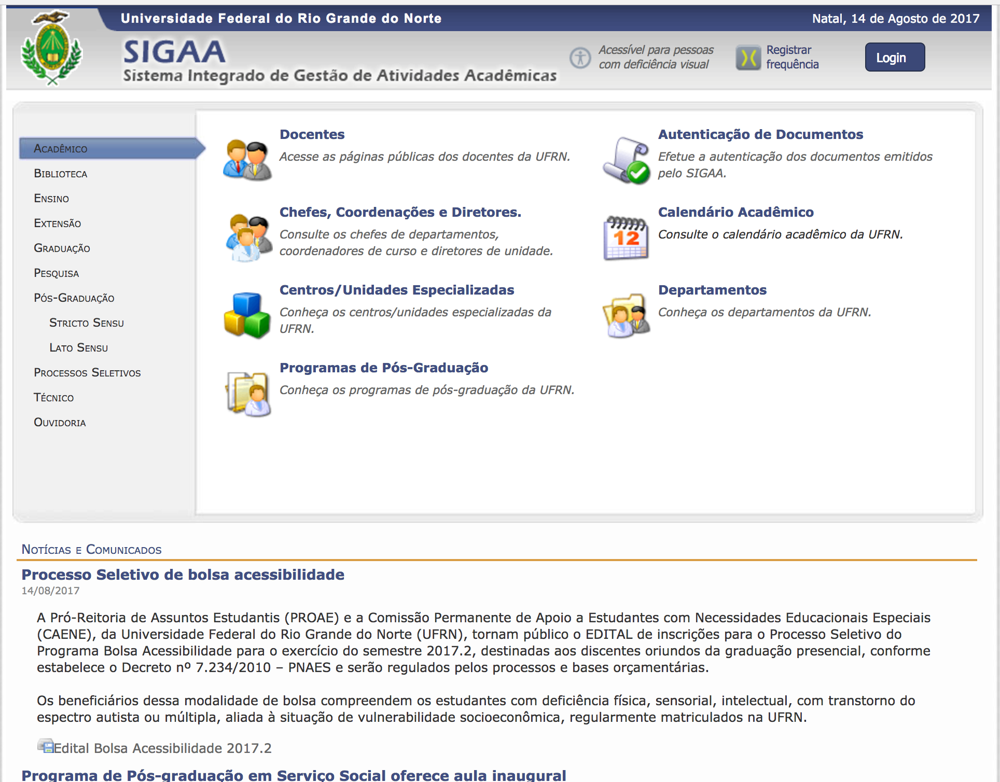 Universidade Federal do Rio Grande do Norte
Natal, 14 de Agosto de 2017
SIGAA
Sistema Integrado de Gestão de Atividades Acadêmicas
Acessível para pessoas
com deficiência visual
Registrar
frequência
Login
Acadêmico
Biblioteca
Ensino
Extensão
Graduação
Pesquisa
Pós-Graduação
Stricto Sensu
Lato Sensu
Processos Seletivos
Técnico
Ouvidoria
Docentes
Acesse as páginas públicas dos docentes da UFRN.
Autenticação de Documentos
Efetue a autenticação dos documentos emitidos
pelo SIGAA.
Chefes, Coordenações e Diretores.
Consulte os chefes de departamentos,
coordenadores de curso e diretores de unidade.
12
Calendário Acadêmico
Consulte o calendário acadêmico da UFRN.
Centros/Unidades Especializadas
Conheça os centros/unidades especializadas da
UFRN.
Departamentos
Conheça os departamentos da UFRN.
Programas de Pós-Graduação
Conheça os programas de pós-graduação da UFRN.
Notícias e Comunicados
Processo Seletivo de bolsa acessibilidade
14/08/2017
A Pró-Reitoria de Assuntos Estudantis (PROAE) e a Comissão Permanente de Apoio a Estudantes com Necessidades Educacionais Especiais
(CAENE), da Universidade Federal do Rio Grande do Norte (UFRN), tornam público o EDITAL de inscrições para o Processo Seletivo do
Programa Bolsa Acessibilidade para o exercício do semestre 2017.2, destinadas aos discentes oriundos da graduação presencial, conforme
estabelece o Decreto nº 7.234/2010 – PNAES e serão regulados pelos processos e bases orçamentárias.
Os beneficiários dessa modalidade de bolsa compreendem os estudantes com deficiência física, sensorial, intelectual, com transtorno do
espectro autista ou múltipla, aliada à situação de vulnerabilidade socioeconômica, regularmente matriculados na UFRN.
Edital Bolsa Acessibilidade 2017.2
Programa de Pós-graduação em Serviço Social oferece aula inaugural